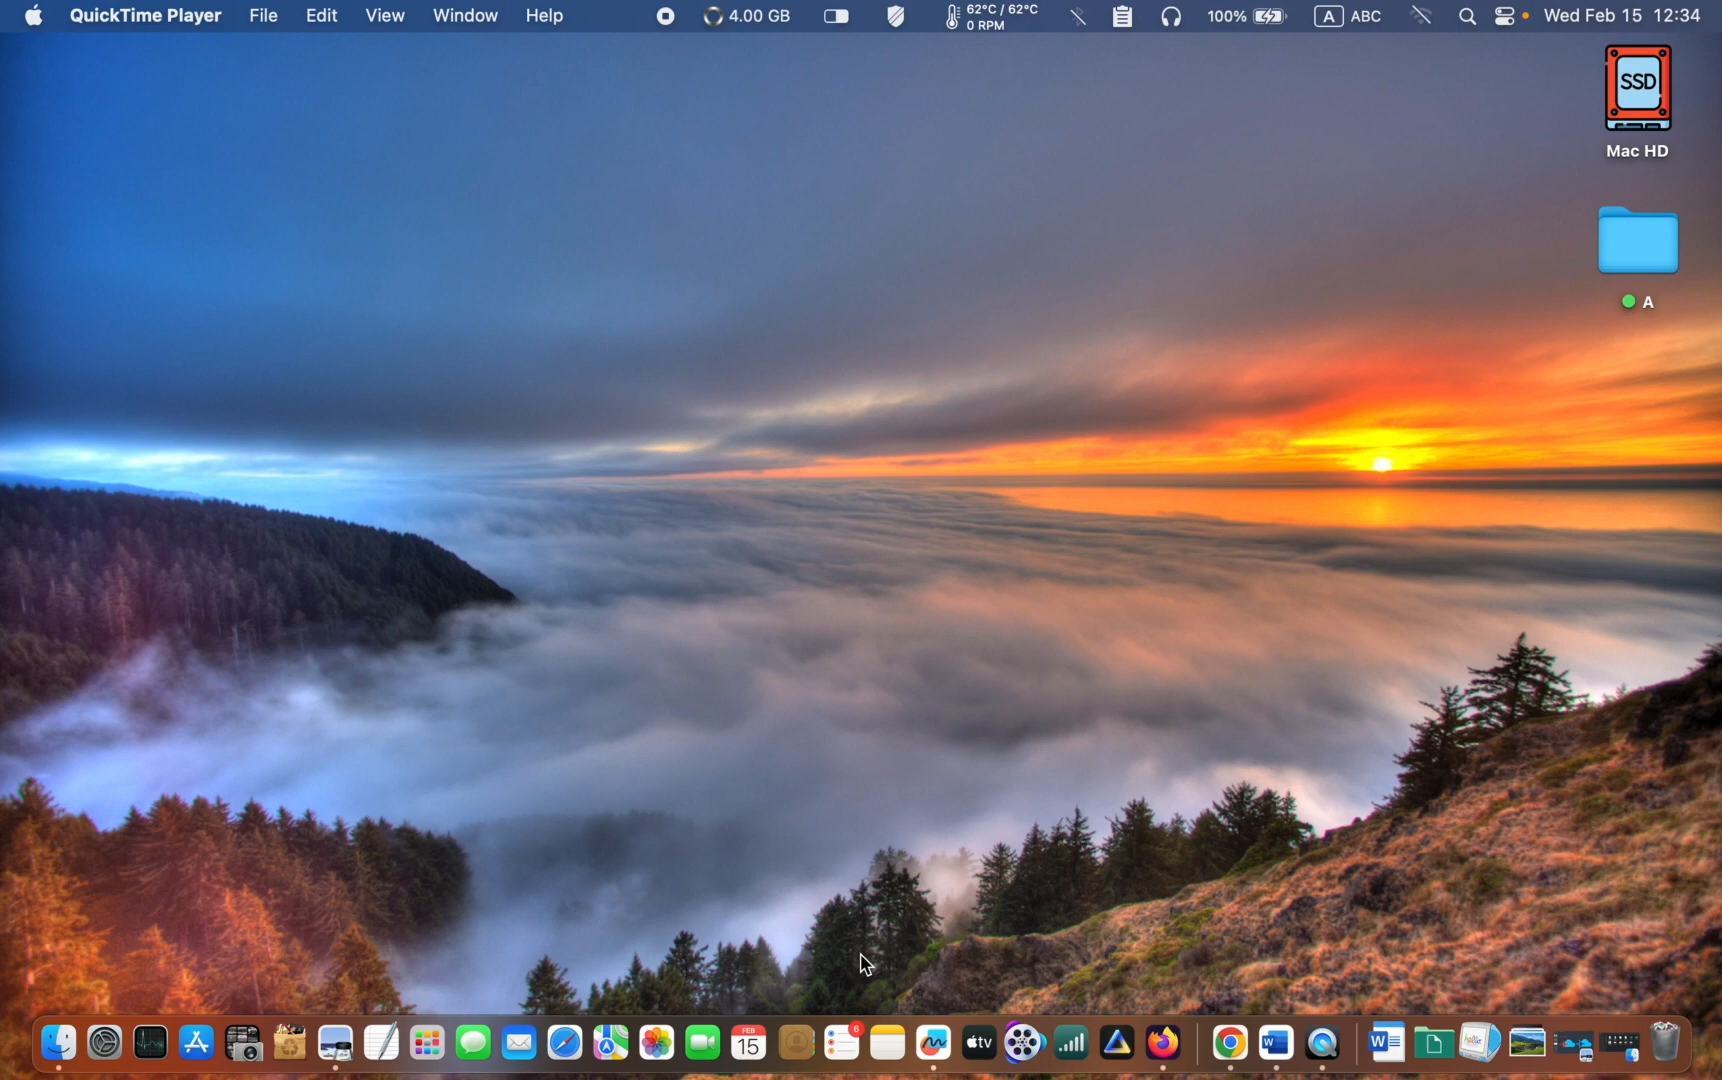 QuickTime Player File Edit View Window Help 4.00 GB 62°C / 62°C 100% A ABC Wed Feb 15 12:34
0 RPM
SSD
Mac HD
A
FEB
15
6
tv
W
W